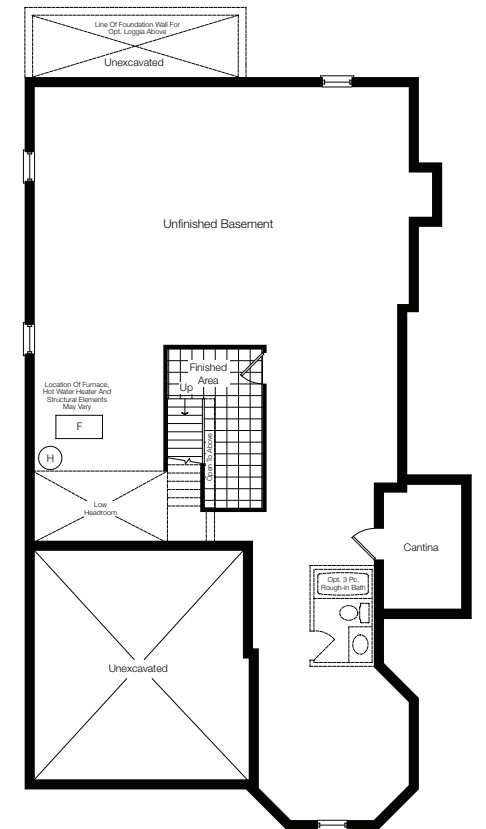 Line Of Foundation Wall For
Opt. Loggia Above
Unexcavated
Unfinished Basement
Finished
Area
Up
Open To Above
Location Of Furnace,
Hot Water Heater And
Structural Elements
May Vary
F
H
Low
Headroom
Cantina
Opt. 3 Pc.
Rough-in Bath
Unexcavated